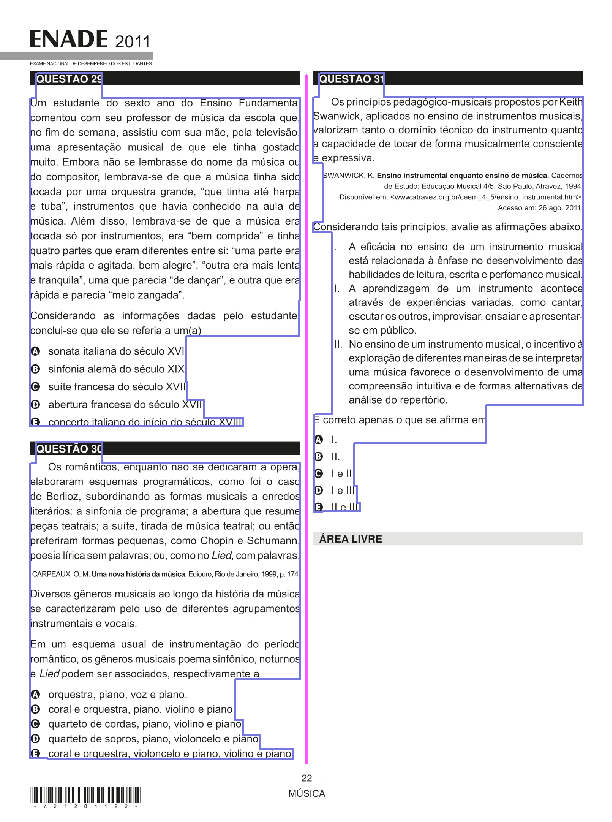 ENADE 2011
EXAME NACIONAL DE DESEMPENHO DOS ESTUDANTES
QUESTÃO 29
Um estudante do sexto ano do Ensino Fundamental
comentou com seu professor de música da escola que,
no fim de semana, assistiu com sua mãe, pela televisão,
uma apresentação musical de que ele tinha gostado
muito. Embora não se lembrasse do nome da música ou
do compositor, lembrava-se de que a música tinha sido
tocada por uma orquestra grande, “que tinha até harpa
e tuba”, instrumentos que havia conhecido na aula de
música. Além disso, lembrava-se de que a música era
tocada só por instrumentos, era “bem comprida” e tinha
quatro partes que eram diferentes entre si: “uma parte era
mais rápida e agitada, bem alegre”, “outra era mais lenta
e tranquila”, uma que parecia “de dançar”, e outra que era
rápida e parecia “meio zangada”.
Considerando as informações dadas pelo estudante,
conclui-se que ele se referia a um(a)
A sonata italiana do século XVI.
B sinfonia alemã do século XIX.
C suíte francesa do século XVII.
D abertura francesa do século XVII.
E concerto italiano do início do século XVIII.
QUESTÃO 30
Os românticos, enquanto não se dedicaram a opera,
elaboraram esquemas programáticos, como foi o caso
de Berlioz, subordinando as formas musicais a enredos
literários: a sinfonia de programa; a abertura que resume
peças teatrais; a suíte, tirada de música teatral; ou então
preferiram formas pequenas, como Chopin e Schumann,
poesia lírica sem palavras; ou, como no Lied, com palavras.
CARPEAUX, O. M. Uma nova história da música. Ediouro, Rio de Janeiro, 1999, p. 174.
Diversos gêneros musicais ao longo da história da música
se caracterizaram pelo uso de diferentes agrupamentos
instrumentais e vocais.
Em um esquema usual de instrumentação do período
romântico, os gêneros musicais poema sinfônico, noturnos
e Lied podem ser associados, respectivamente a
A orquestra, piano, voz e piano.
B coral e orquestra, piano, violino e piano.
C quarteto de cordas, piano, violino e piano.
D quarteto de sopros, piano, violoncelo e piano.
E coral e orquestra, violoncelo e piano, violino e piano.
QUESTÃO 31
Os princípios pedagógico-musicais propostos por Keith
Swanwick, aplicados no ensino de instrumentos musicais,
valorizam tanto o domínio técnico do instrumento quanto
a capacidade de tocar de forma musicalmente consciente
e expressiva.
SWANWICK, K. Ensino instrumental enquanto ensino de música. Cadernos
de Estudo: Educação Musical 4/5. São Paulo, Atravez, 1994.
Disponível em: <www.atravez.org.br/ceem_4_5/ensino_instrumental.htm>.
Acesso em: 26 ago. 2011.
Considerando tais princípios, avalie as afirmações abaixo.
I. A eficácia no ensino de um instrumento musical
está relacionada à ênfase no desenvolvimento das
habilidades de leitura, escrita e perfomance musical.
II. A aprendizagem de um instrumento acontece
através de experiências variadas, como cantar,
escutar os outros, improvisar, ensaiar e apresentar-
se em público.
III. No ensino de um instrumento musical, o incentivo à
exploração de diferentes maneiras de se interpretar
uma música favorece o desenvolvimento de uma
compreensão intuitiva e de formas alternativas de
análise do repertório.
É correto apenas o que se afirma em
A I.
B II.
C I e II.
D I e III.
E II e III.
ÁREA LIVRE
22
MÚSICA